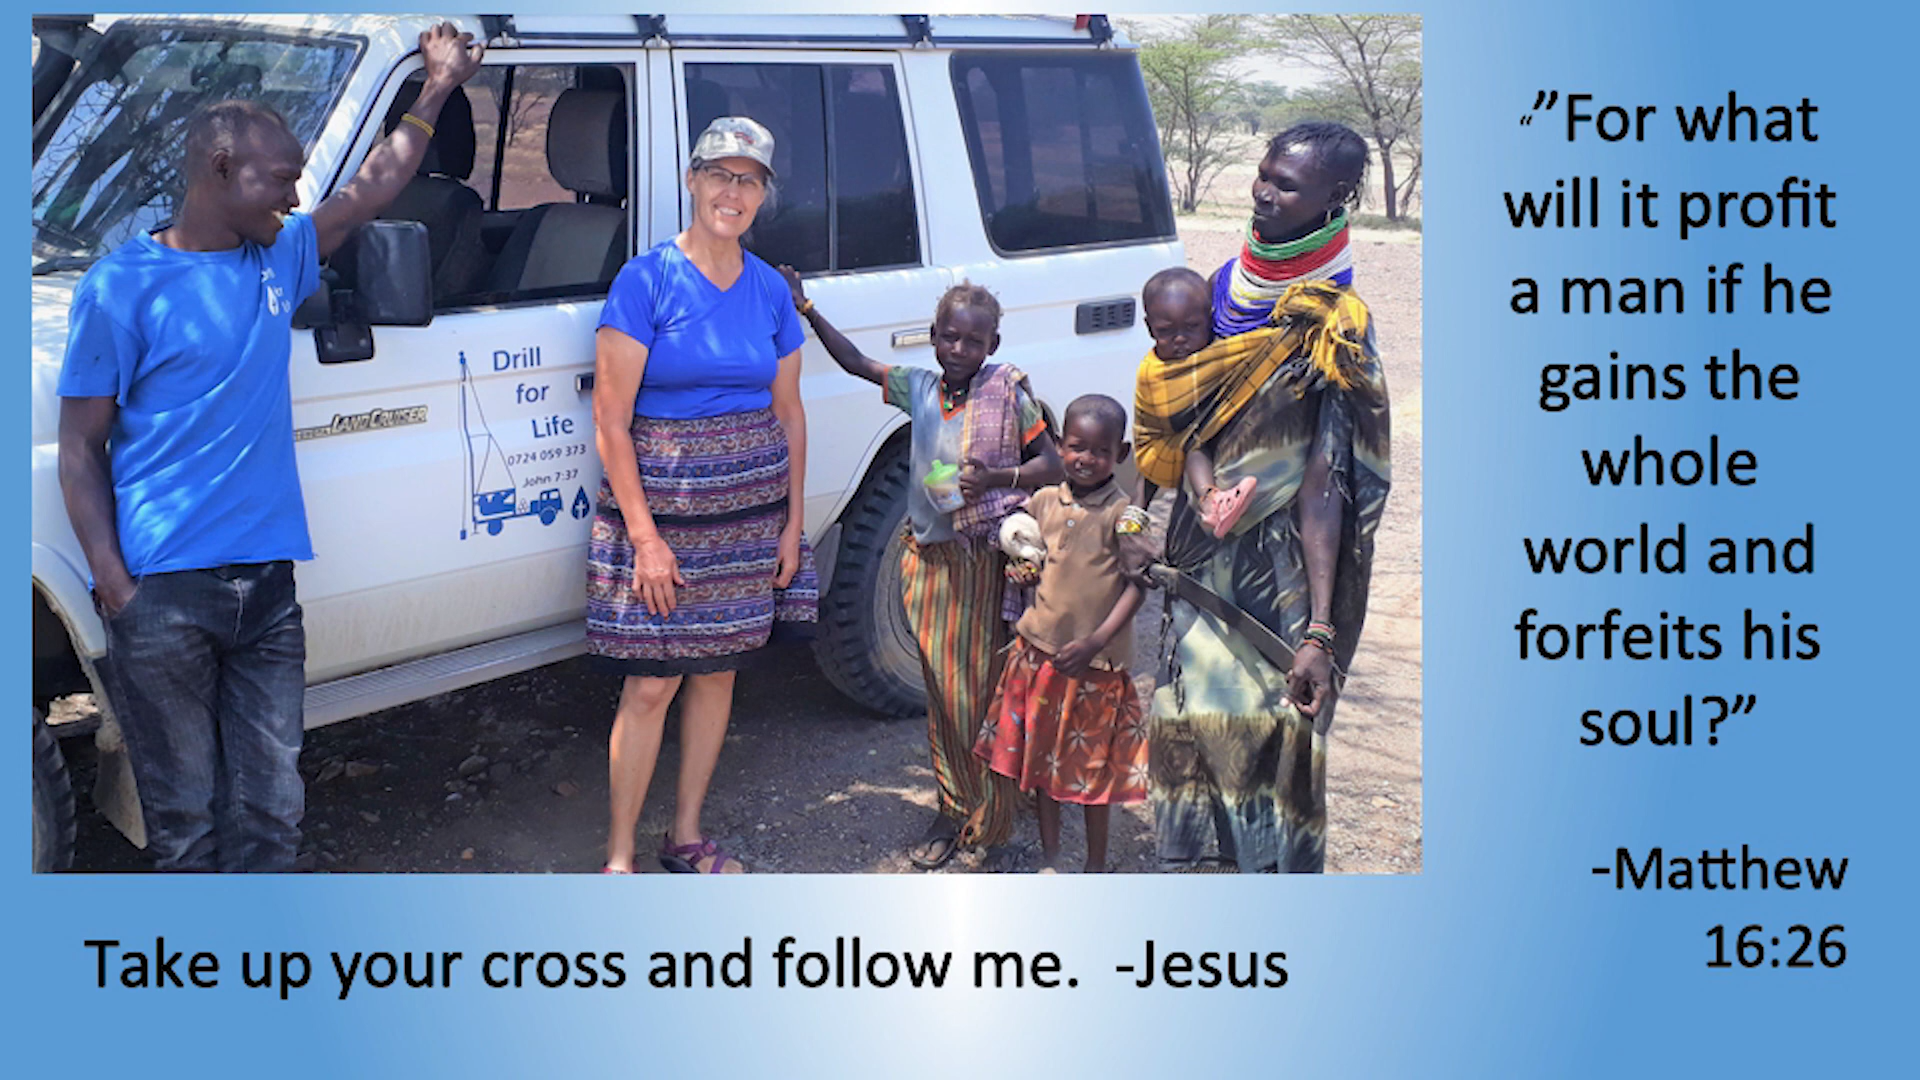 LAND CRUISER
Drill
for
Life
0724 059 373
John 7:37
“”For what
will it profit
a man if he
gains the
whole
world and
forfeits his
soul?”
-Matthew
16:26
Take up your cross and follow me.  -Jesus